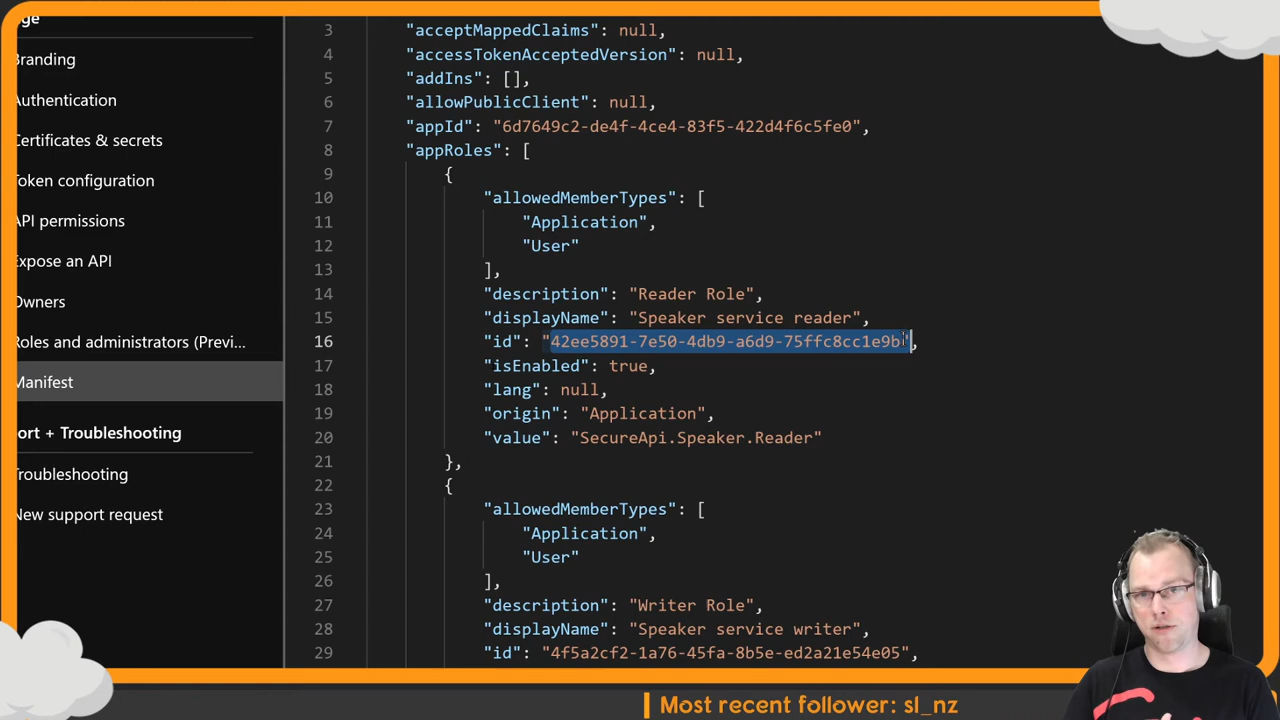 ge
Branding
Authentication
Certificates & secrets
Token configuration
API permissions
Expose an API
Owners
Roles and administrators (Previ...
Manifest
ort + Troubleshooting
Troubleshooting
New support request
3 "acceptMappedClaims": null,
4 "accessTokenAcceptedVersion": null,
5 "addIns": [],
6 "allowPublicClient": null,
7 "appId": "6d7649c2-de4f-4ce4-83f5-422d4f6c5fe0",
8 "appRoles": [
9 {
10 "allowedMemberTypes": [
11 "Application",
12 "User"
13 ],
14 "description": "Reader Role",
15 "displayName": "Speaker service reader",
16 "id": "42ee5891-7e50-4db9-a6d9-75ffc8cc1e9b",
17 "isEnabled": true,
18 "lang": null,
19 "origin": "Application",
20 "value": "SecureApi.Speaker.Reader"
21 },
22 {
23 "allowedMemberTypes": [
24 "Application",
25 "User"
26 ],
27 "description": "Writer Role",
28 "displayName": "Speaker service writer",
29 "id": "4f5a2cf2-1a76-45fa-8b5e-ed2a21e54e05",
Most recent follower: sl_nz